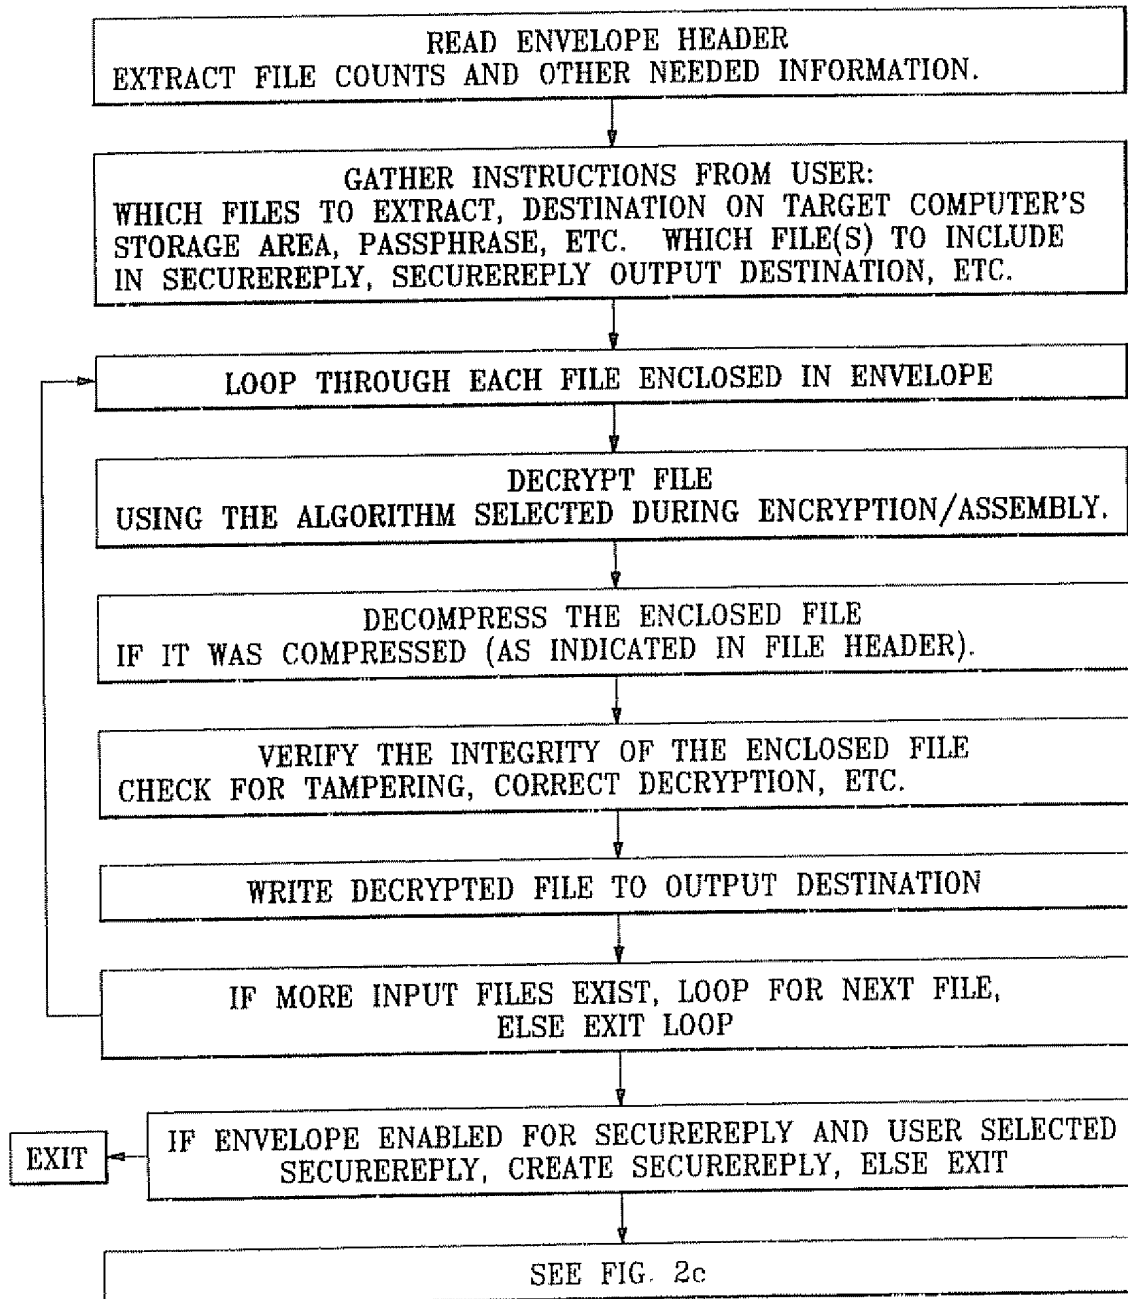 READ ENVELOPE HEADER
EXTRACT FILE COUNTS AND OTHER NEEDED INFORMATION.
GATHER INSTRUCTIONS FROM USER:
WHICH FILES TO EXTRACT, DESTINATION ON TARGET COMPUTER'S
STORAGE AREA, PASSPHRASE, ETC. WHICH FILE(S) TO INCLUDE
IN SECUREREPLY, SECUREREPLY OUTPUT DESTINATION, ETC.
LOOP THROUGH EACH FILE ENCLOSED IN ENVELOPE
DECRYPT FILE
USING THE ALGORITHM SELECTED DURING ENCRYPTION/ASSEMBLY.
DECOMPRESS THE ENCLOSED FILE
IF IT WAS COMPRESSED (AS INDICATED IN FILE HEADER).
VERIFY THE INTEGRITY OF THE ENCLOSED FILE
CHECK FOR TAMPERING, CORRECT DECRYPTION, ETC.
WRITE DECRYPTED FILE TO OUTPUT DESTINATION
IF MORE INPUT FILES EXIST, LOOP FOR NEXT FILE,
ELSE EXIT LOOP
EXIT
IF ENVELOPE ENABLED FOR SECUREREPLY AND USER SELECTED
SECUREREPLY, CREATE SECUREREPLY, ELSE EXIT
SEE FIG. 2c